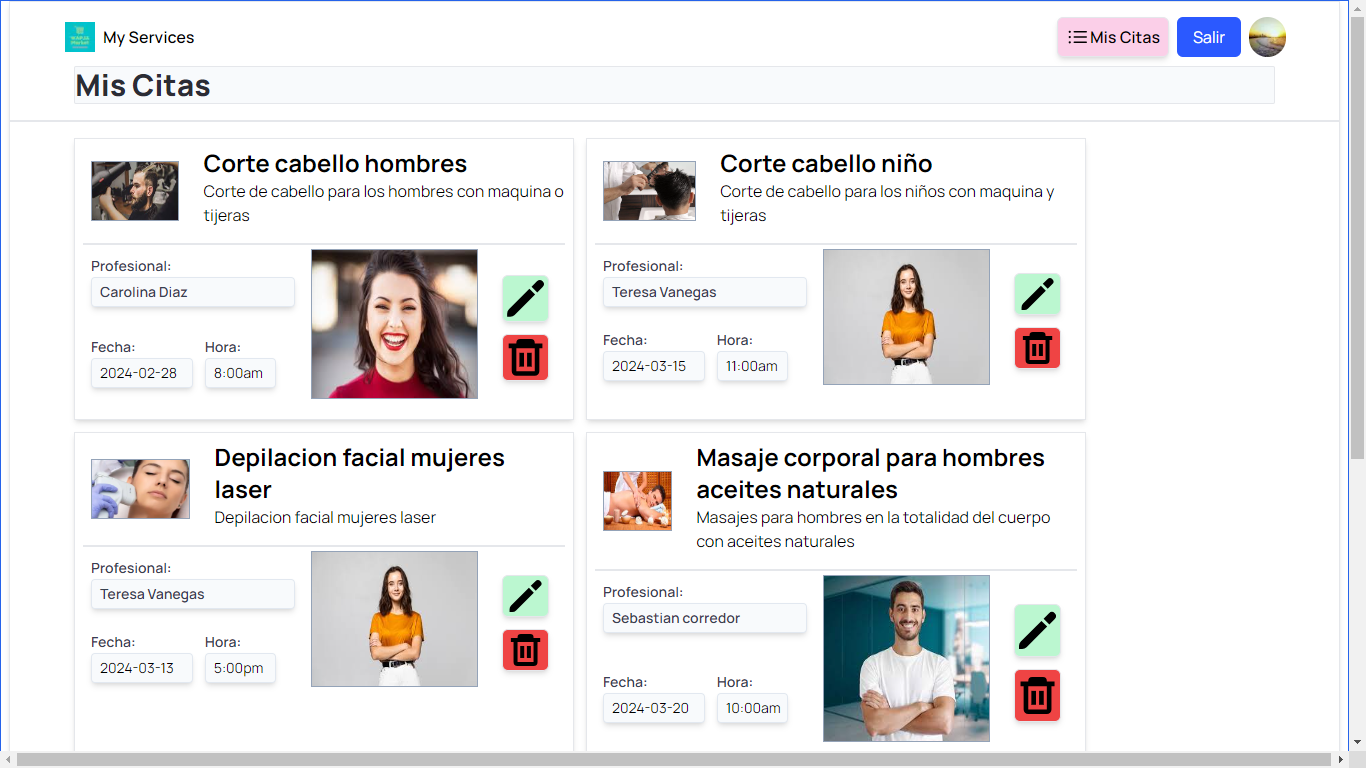 My Services
Mis Citas
Salir
Mis Citas
Corte cabello hombres
Corte de cabello para los hombres con maquina o
tijeras
Profesional:
Carolina Diaz
Fecha: Hora:
2024-02-28 8:00am
Corte cabello niño
Corte de cabello para los niños con maquina y
tijeras
Profesional:
Teresa Vanegas
Fecha: Hora:
2024-03-15 11:00am
Depilacion facial mujeres
laser
Depilacion facial mujeres laser
Profesional:
Teresa Vanegas
Fecha: Hora:
2024-03-13 5:00pm
Masaje corporal para hombres
aceites naturales
Masajes para hombres en la totalidad del cuerpo
con aceites naturales
Profesional:
Sebastian corredor
Fecha: Hora:
2024-03-20 10:00am